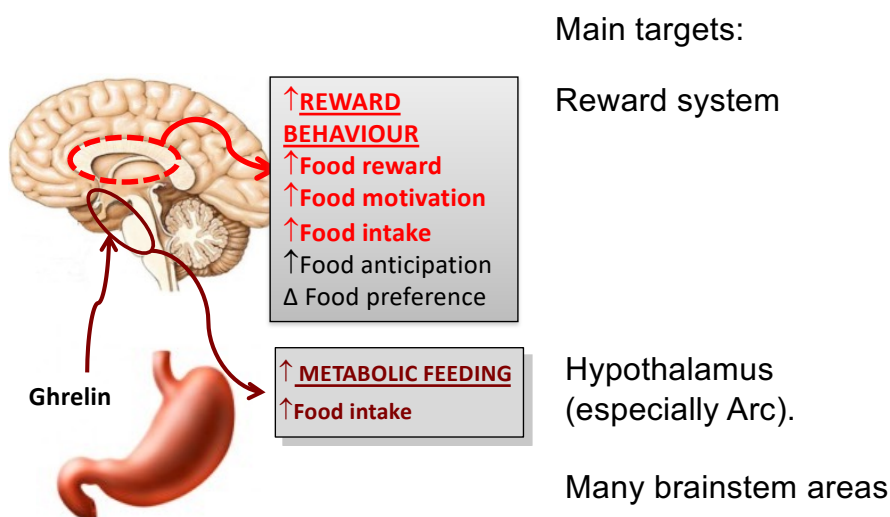 Main targets:
Reward system
↑REWARD
BEHAVIOUR
↑Food reward
↑Food motivation
↑Food intake
↑Food anticipation
Δ Food preference
Ghrelin
↑ METABOLIC FEEDING
↑Food intake
Hypothalamus
(especially Arc).
Many brainstem areas